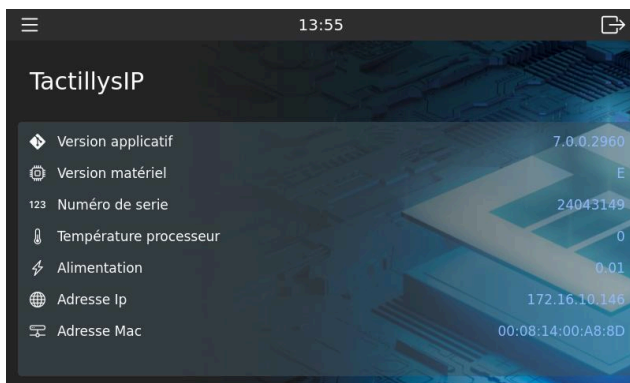 13:55
TactillysIP
Version applicatif 7.0.0.2960
Version matériel E
123 Numéro de serie 24043149
Température processeur 0
Alimentation 0.01
Adresse Ip 172.16.10.146
Adresse Mac 00:08:14:00:A8:8D